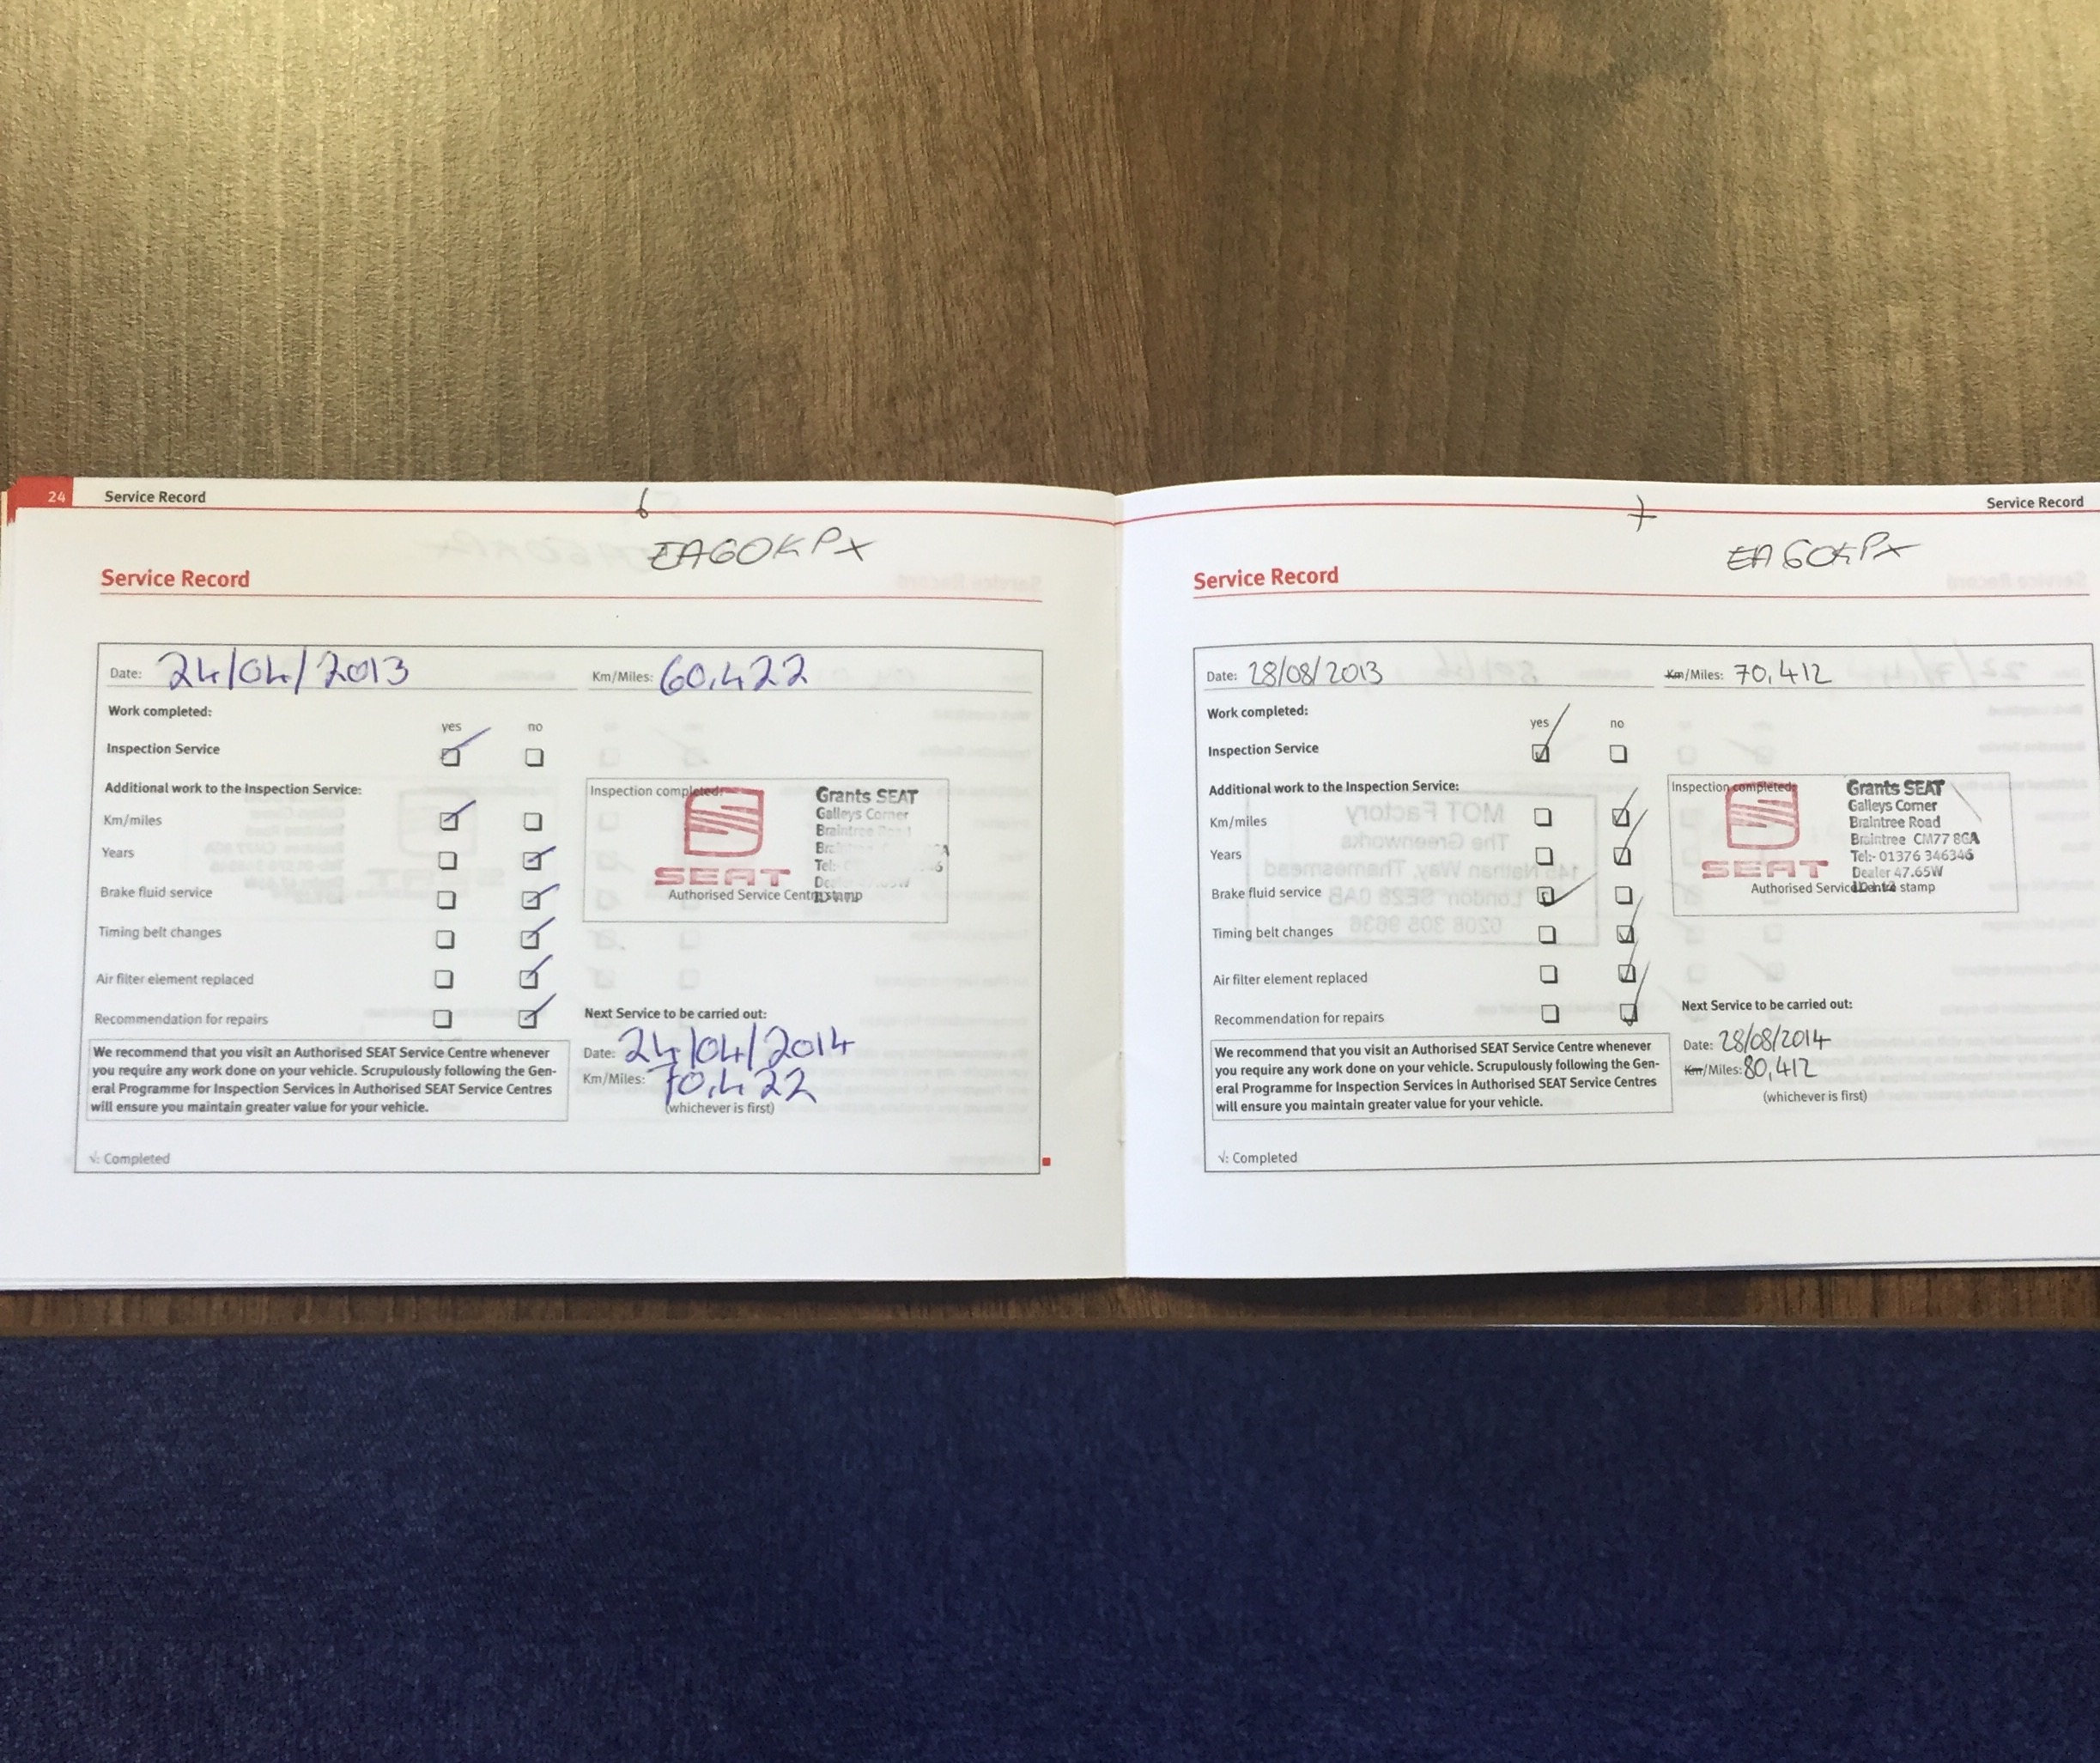 24 Service Record
6
EA60KPX
Service Record
Date: 24/04/2013 Km/Miles: 60,422
Work completed:
yes no
Inspection Service
Additional work to the Inspection Service:
Km/miles
Years
Brake fluid service
Timing belt changes
Air filter element replaced
Recommendation for repairs
Inspection completed:
SEAT
Grants SEAT
Galleys Corner
Braintree
Tel:-
Authorised Service Centre stamp
Next Service to be carried out:
Date: 24/04/2014
Km/Miles: 70,422
(whichever is first)
We recommend that you visit an Authorised SEAT Service Centre whenever
you require any work done on your vehicle. Scrupulously following the Gen-
eral Programme for Inspection Services in Authorised SEAT Service Centres
will ensure you maintain greater value for your vehicle.
√: Completed
Service Record
7
EA60KPX
Service Record
Date: 28/08/2013 Km/Miles: 70,412
Work completed:
yes no
Inspection Service
Additional work to the Inspection Service:
Km/miles
Years
Brake fluid service
Timing belt changes
Air filter element replaced
Recommendation for repairs
Inspection completed:
SEAT
Grants SEAT
Galleys Corner
Braintree Road
Braintree CM77 8GA
Tel:- 01376 346346
Dealer 47.65W
Authorised Service Centre stamp
Next Service to be carried out:
Date: 28/08/2014
Km/Miles: 80,412
(whichever is first)
We recommend that you visit an Authorised SEAT Service Centre whenever
you require any work done on your vehicle. Scrupulously following the Gen-
eral Programme for Inspection Services in Authorised SEAT Service Centres
will ensure you maintain greater value for your vehicle.
√: Completed